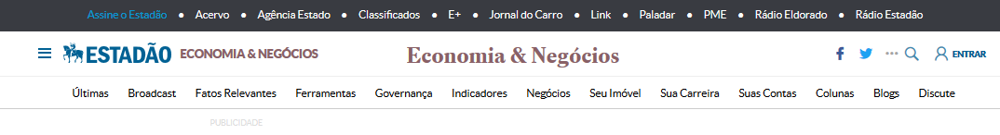 Assine o Estadão • Acervo • Agência Estado • Classificados • E+ • Jornal do Carro • Link • Paladar • PME • Rádio Eldorado • Rádio Estadão
ESTADÃO ECONOMIA & NEGÓCIOS Economia & Negócios ENTRAR
Últimas Broadcast Fatos Relevantes Ferramentas Governança Indicadores Negócios Seu Imóvel Sua Carreira Suas Contas Colunas Blogs Discute
PUBLICIDADE